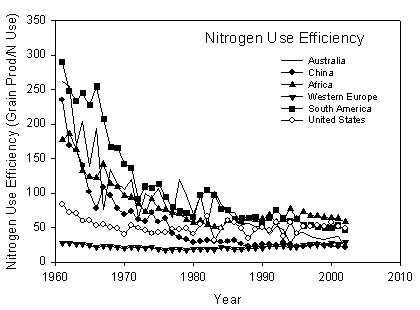 Nitrogen Use Efficiency
Australia
China
Africa
Western Europe
South America
United States
Nitrogen Use Efficiency (Grain Prod/N Use)
350
300
250
200
150
100
50
0
1960 1970 1980 1990 2000 2010
Year